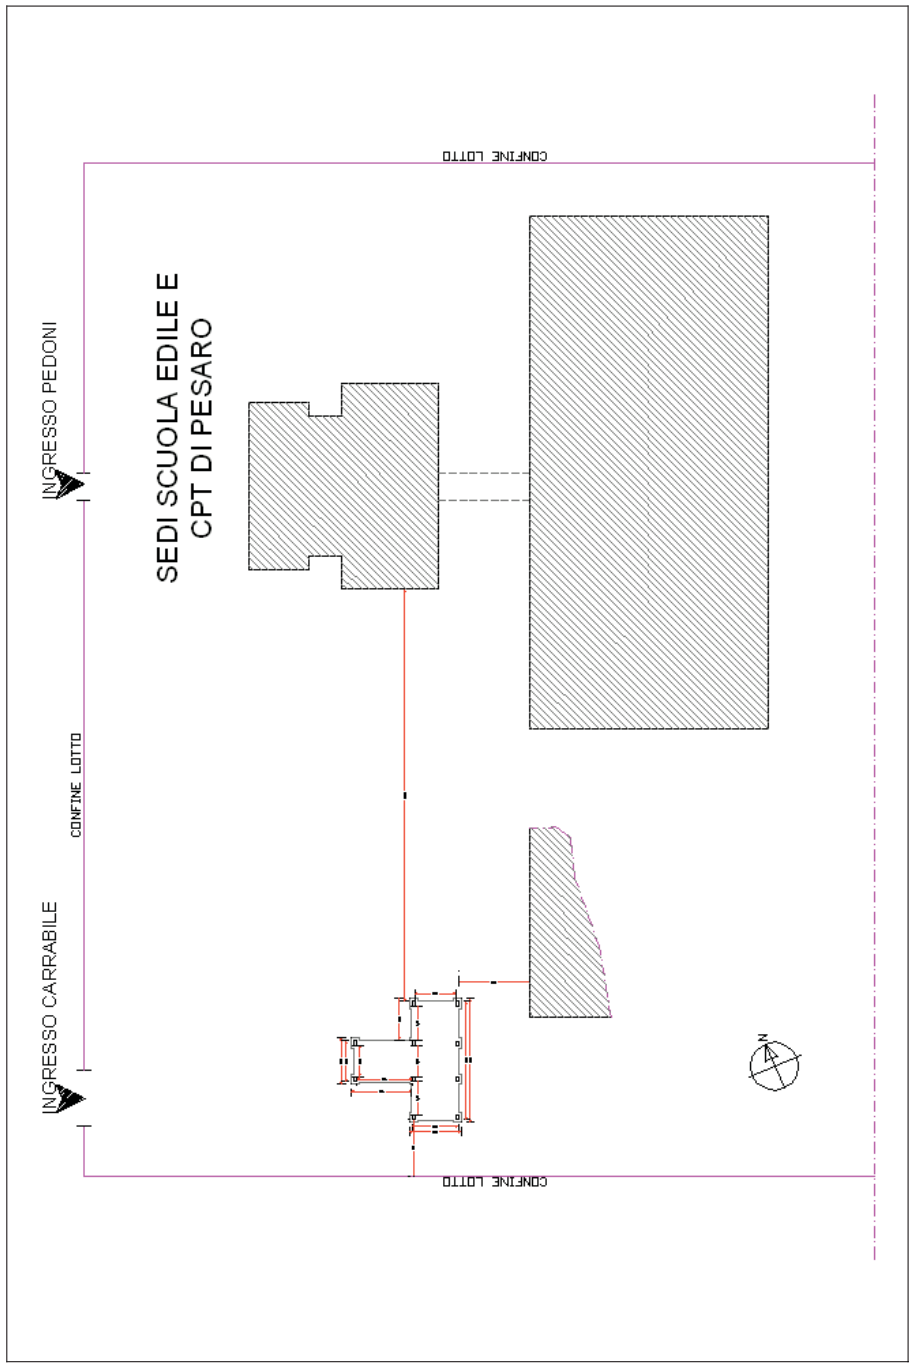 CONFINE LOTTO
SEDI SCUOLA EDILE E
CPT DI PESARO
INGRESSO PEDONI
CONFINE LOTTO
INGRESSO CARRABILE
N
CONFINE LOTTO